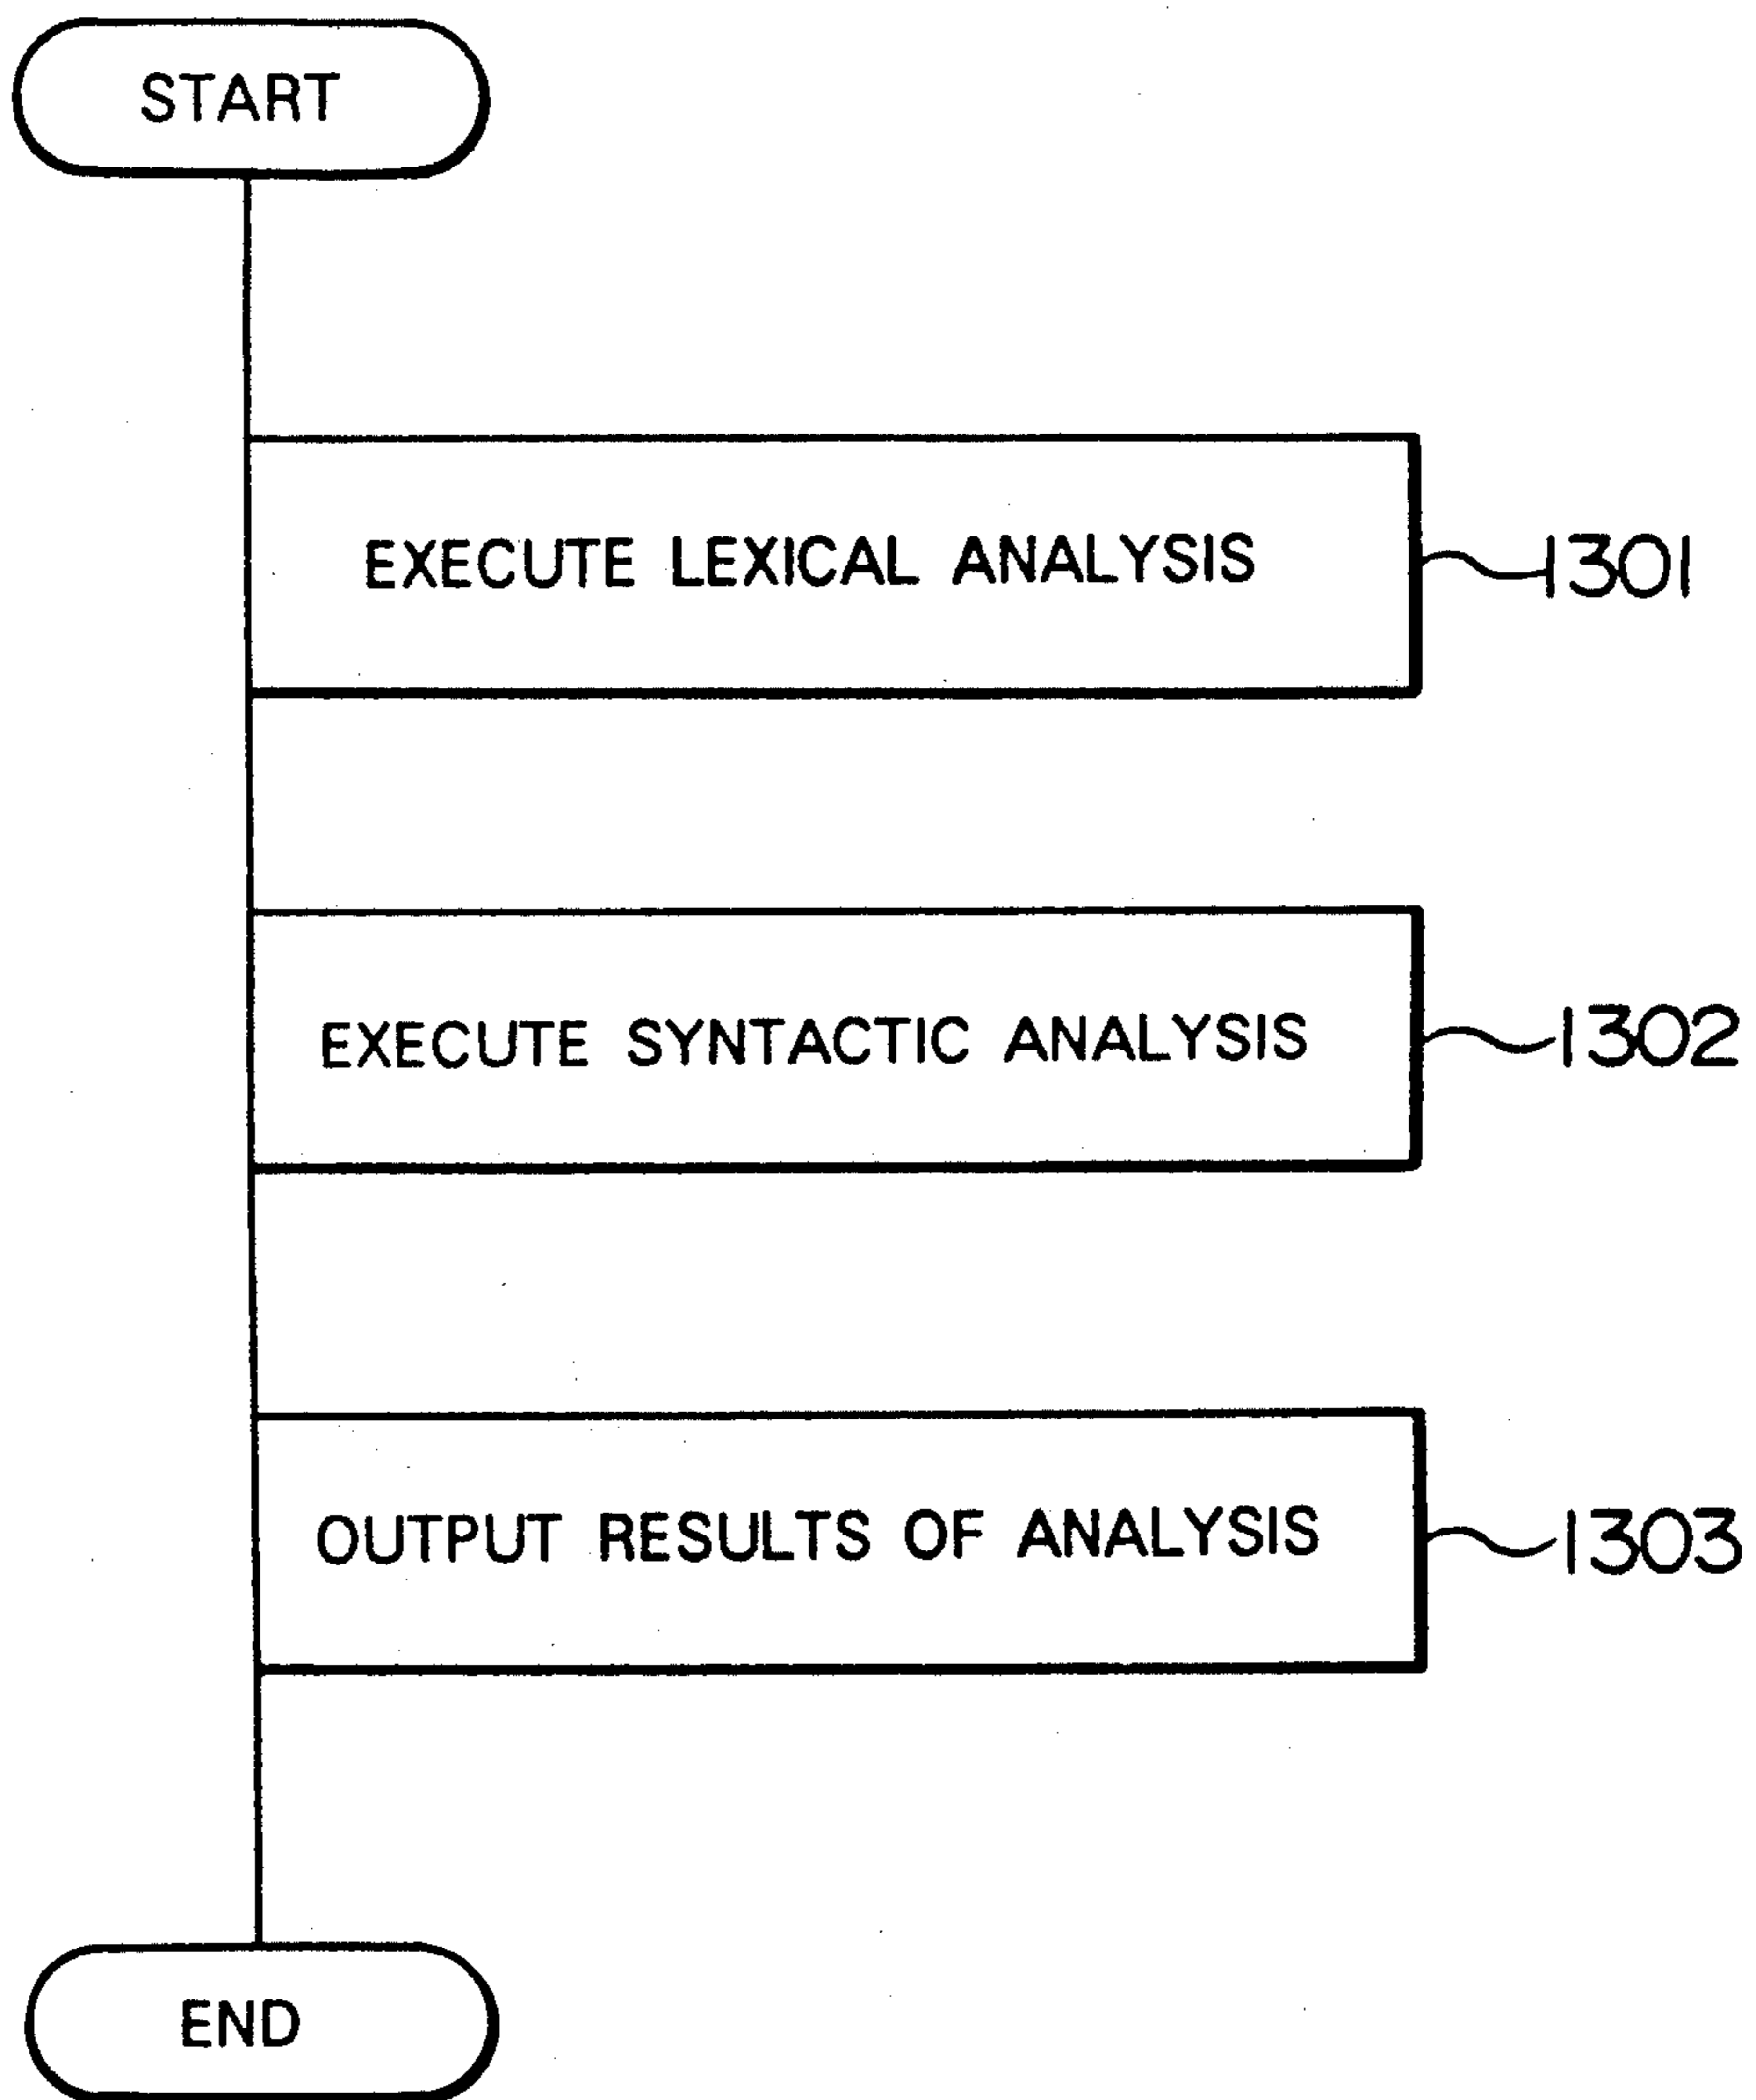 START
EXECUTE LEXICAL ANALYSIS
1301
EXECUTE SYNTACTIC ANALYSIS
1302
OUTPUT RESULTS OF ANALYSIS
1303
END